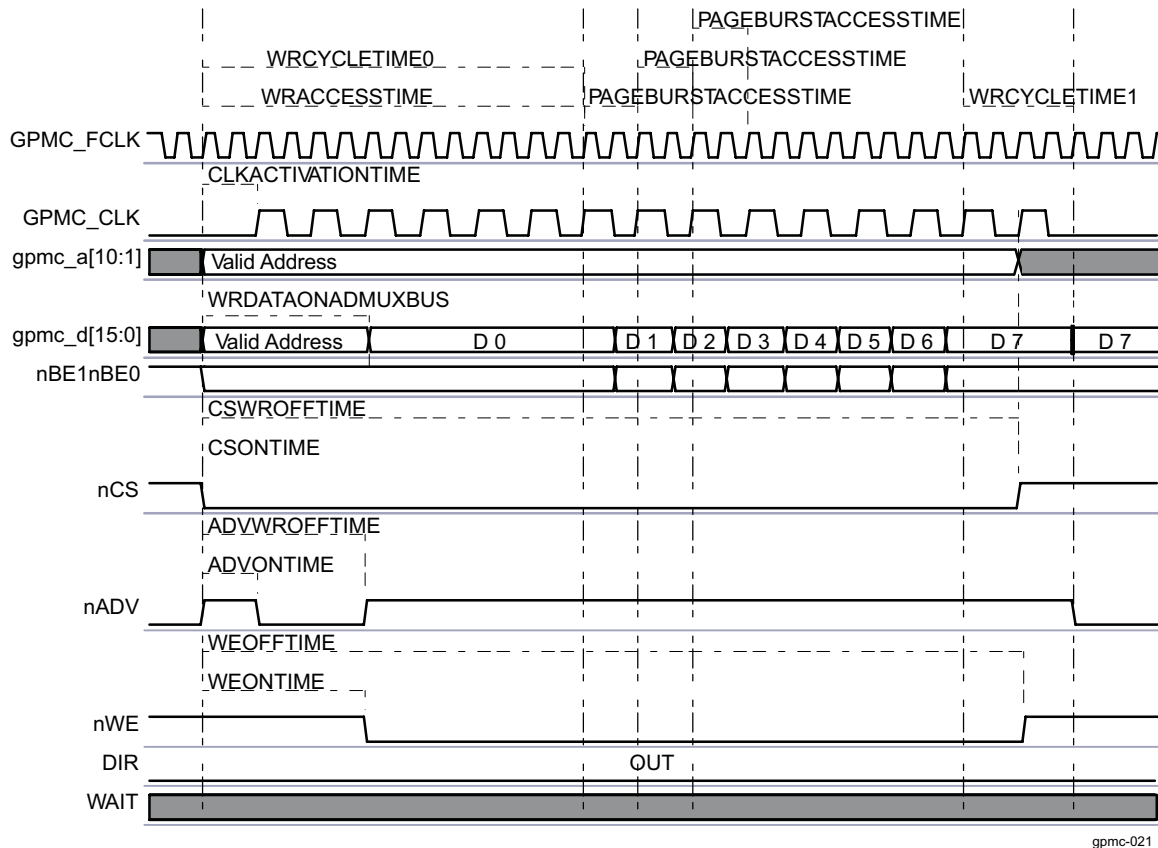 PAGEBURSTACCESSTIME
WRCYCLETIME0 PAGEBURSTACCESSTIME
WRACCESSTIME PAGEBURSTACCESSTIME WRCYCLETIME1
GPMC_FCLK
CLKACTIVATIONTIME
GPMC_CLK
gpmc_a[10:1] Valid Address
WRDATAONADMUXBUS
gpmc_d[15:0] Valid Address D 0 D 1 D 2 D 3 D 4 D 5 D 6 D 7 D 7
nBE1nBE0
CSWROFFTIME
CSONTIME
nCS
ADVWROFFTIME
ADVONTIME
nADV
WEOFFTIME
WEONTIME
nWE
DIR OUT
WAIT
gpmc-021